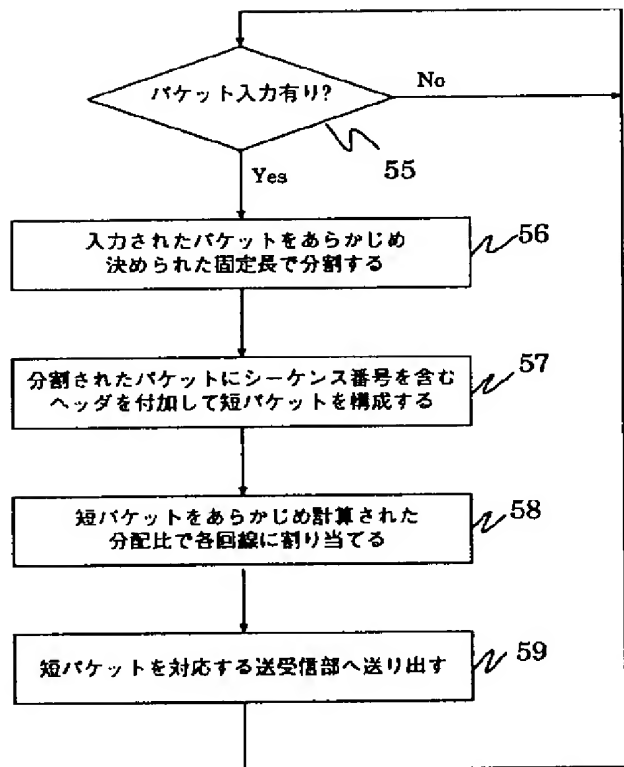 パケット入力有り?
No
55
Yes
入力されたパケットをあらかじめ
決められた固定長で分割する
56
分割されたパケットにシーケンス番号を含む
ヘッダを付加して短パケットを構成する
57
短パケットをあらかじめ計算された
分配比で各回線に割り当てる
58
短パケットを対応する送受信部へ送り出す
59